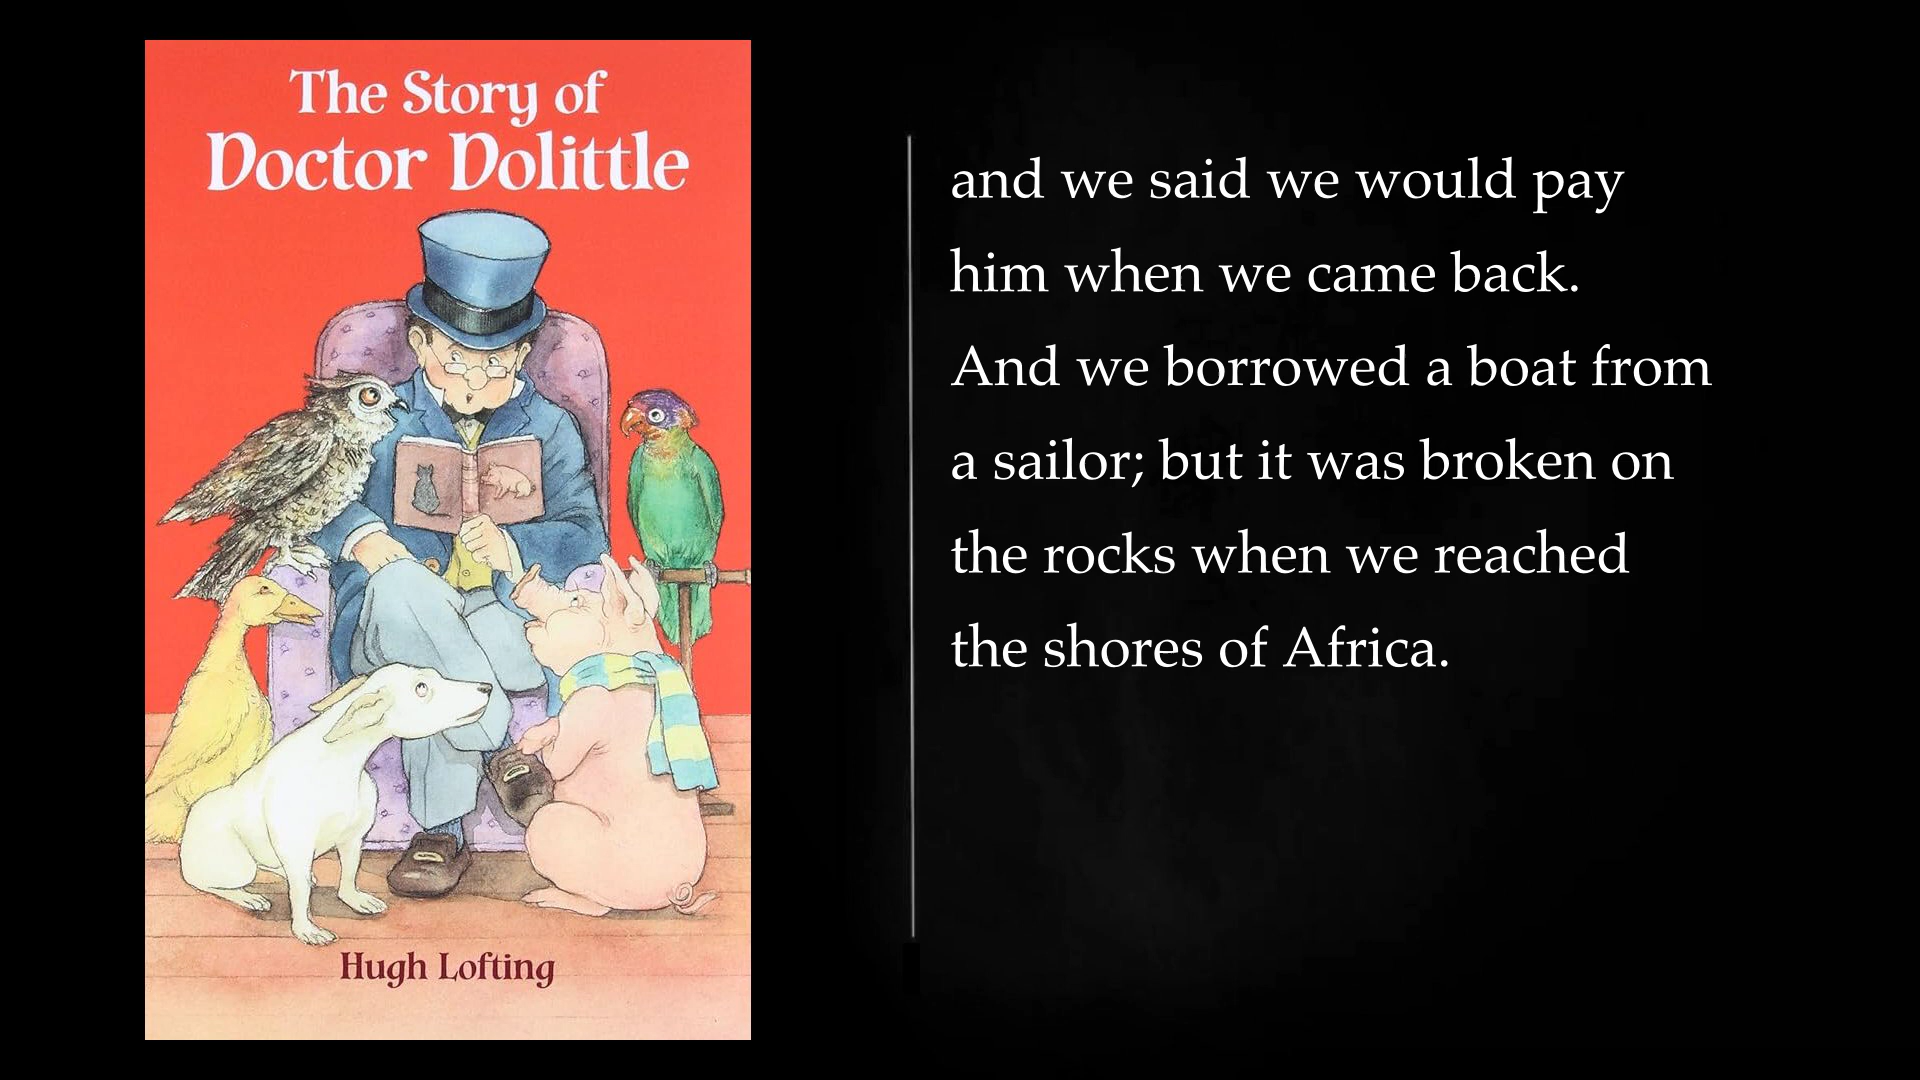 The Story of
Doctor Dolittle
Hugh Lofting
and we said we would pay
him when we came back.
And we borrowed a boat from
a sailor; but it was broken on
the rocks when we reached
the shores of Africa.